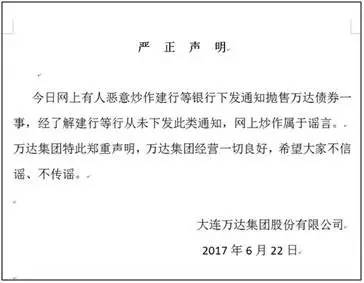 严 正 声 明
今日网上有人恶意炒作建行等银行下发通知抛售万达债券一
事，经了解建行等行从未下发此类通知，网上炒作属于谣言。
万达集团特此郑重声明，万达集团经营一切良好，希望大家不信
谣、不传谣。
大连万达集团股份有限公司
2017 年 6 月 22 日